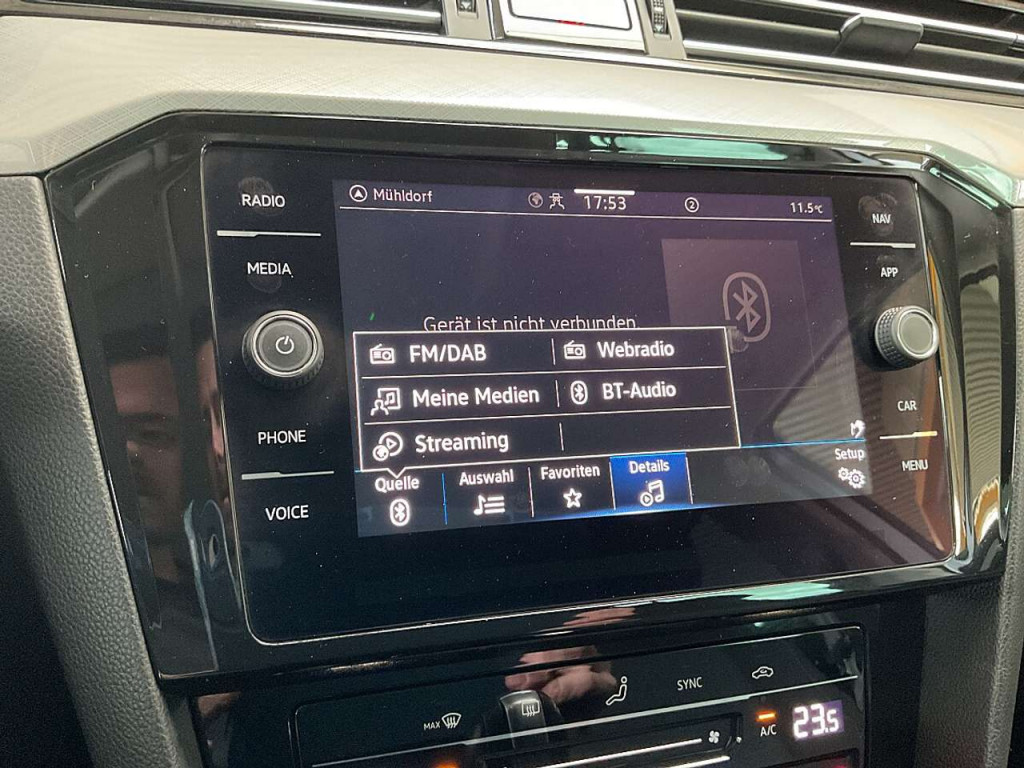 RADIO
MEDIA
PHONE
VOICE
Mühldorf
17:53
2
11.5°C
Gerät ist nicht verbunden.
FM/DAB
Webradio
Meine Medien
BT-Audio
Streaming
Quelle
Auswahl
Favoriten
Details
Setup
NAV
APP
CAR
MENU
MAX
SYNC
A/C
23.5